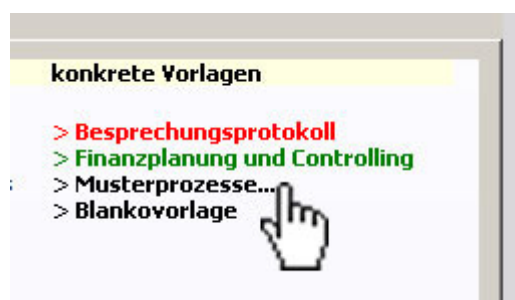 konkrete Vorlagen
> Besprechungsprotokoll
> Finanzplanung und Controlling
> Musterprozesse...
> Blankovorlage